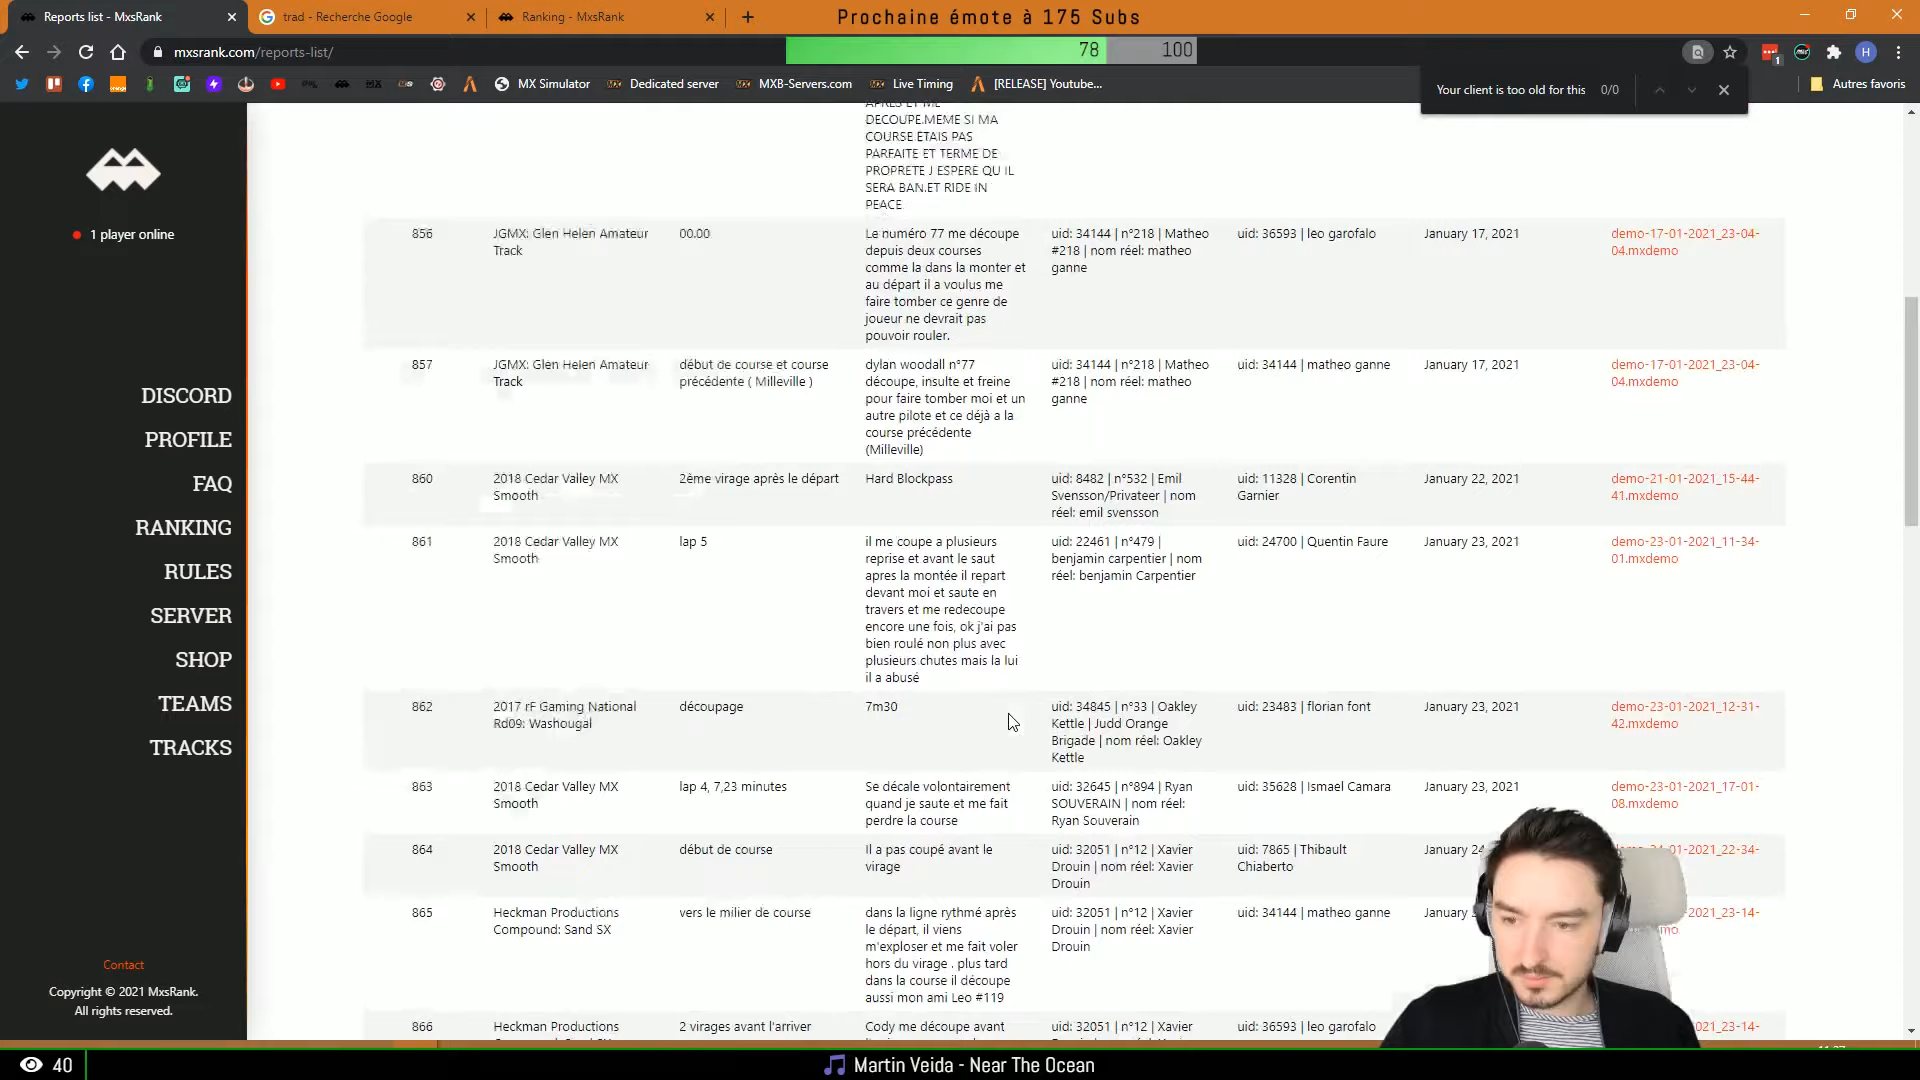 Reports list - MxsRank
trad - Recherche Google
Ranking - MxsRank
Prochaine émote à 175 Subs
mxsrank.com/reports-list/
78
100
MX Simulator
Dedicated server
MXB-Servers.com
Live Timing
[RELEASE] Youtube...
Your client is too old for this 0/0
Autres favoris
1 player online
DISCORD
PROFILE
FAQ
RANKING
RULES
SERVER
SHOP
TEAMS
TRACKS
Contact
Copyright © 2021 MxsRank.
All rights reserved.
APRES ET ME
DECOUPE.MEME SI MA
COURSE ETAIS PAS
PARFAITE ET TERME DE
PROPRETE J ESPERE QU IL
SERA BAN.ET RIDE IN
PEACE
856
JGMX: Glen Helen Amateur
Track
00.00
Le numéro 77 me découpe
depuis deux courses
comme la dans la monter et
au départ il a voulus me
faire tomber ce genre de
joueur ne devrait pas
pouvoir rouler.
uid: 34144 | n°218 | Matheo
#218 | nom réel: matheo
ganne
uid: 36593 | leo garofalo
January 17, 2021
demo-17-01-2021_23-04-
04.mxdemo
857
JGMX: Glen Helen Amateur
Track
début de course et course
précédente ( Milleville )
dylan woodall n°77
découpe, insulte et freine
pour faire tomber moi et un
autre pilote et ce déjà a la
course précédente
(Milleville)
uid: 34144 | n°218 | Matheo
#218 | nom réel: matheo
ganne
uid: 34144 | matheo ganne
January 17, 2021
demo-17-01-2021_23-04-
04.mxdemo
860
2018 Cedar Valley MX
Smooth
2ème virage après le départ
Hard Blockpass
uid: 8482 | n°532 | Emil
Svensson/Privateer | nom
réel: emil svensson
uid: 11328 | Corentin
Garnier
January 22, 2021
demo-21-01-2021_15-44-
41.mxdemo
861
2018 Cedar Valley MX
Smooth
lap 5
il me coupe a plusieurs
reprise et avant le saut
apres la montée il repart
devant moi et saute en
travers et me redecoupe
encore une fois, ok j'ai pas
bien roulé non plus avec
plusieurs chutes mais la lui
il a abusé
uid: 22461 | n°479 |
benjamin carpentier | nom
réel: benjamin Carpentier
uid: 24700 | Quentin Faure
January 23, 2021
demo-23-01-2021_11-34-
01.mxdemo
862
2017 rF Gaming National
Rd09: Washougal
découpage
7m30
uid: 34845 | n°33 | Oakley
Kettle | Judd Orange
Brigade | nom réel: Oakley
Kettle
uid: 23483 | florian font
January 23, 2021
demo-23-01-2021_12-31-
42.mxdemo
863
2018 Cedar Valley MX
Smooth
lap 4, 7,23 minutes
Se décale volontairement
quand je saute et me fait
perdre la course
uid: 32645 | n°894 | Ryan
SOUVERAIN | nom réel:
Ryan Souverain
uid: 35628 | Ismael Camara
January 23, 2021
demo-23-01-2021_17-01-
08.mxdemo
864
2018 Cedar Valley MX
Smooth
début de course
Il a pas coupé avant le
virage
uid: 32051 | n°12 | Xavier
Drouin | nom réel: Xavier
Drouin
uid: 7865 | Thibault
Chiaberto
January 24
01-2021_22-34-
865
Heckman Productions
Compound: Sand SX
vers le milier de course
dans la ligne rythmé après
le départ, il viens
m'exploser et me fait voler
hors du virage . plus tard
dans la course il découpe
aussi mon ami Leo #119
uid: 32051 | n°12 | Xavier
Drouin | nom réel: Xavier
Drouin
uid: 34144 | matheo ganne
January
2021_23-14-
866
Heckman Productions
2 virages avant l'arriver
Cody me découpe avant
uid: 32051 | n°12 | Xavier
uid: 36593 | leo garofalo
2021_23-14-
40
Martin Veida - Near The Ocean